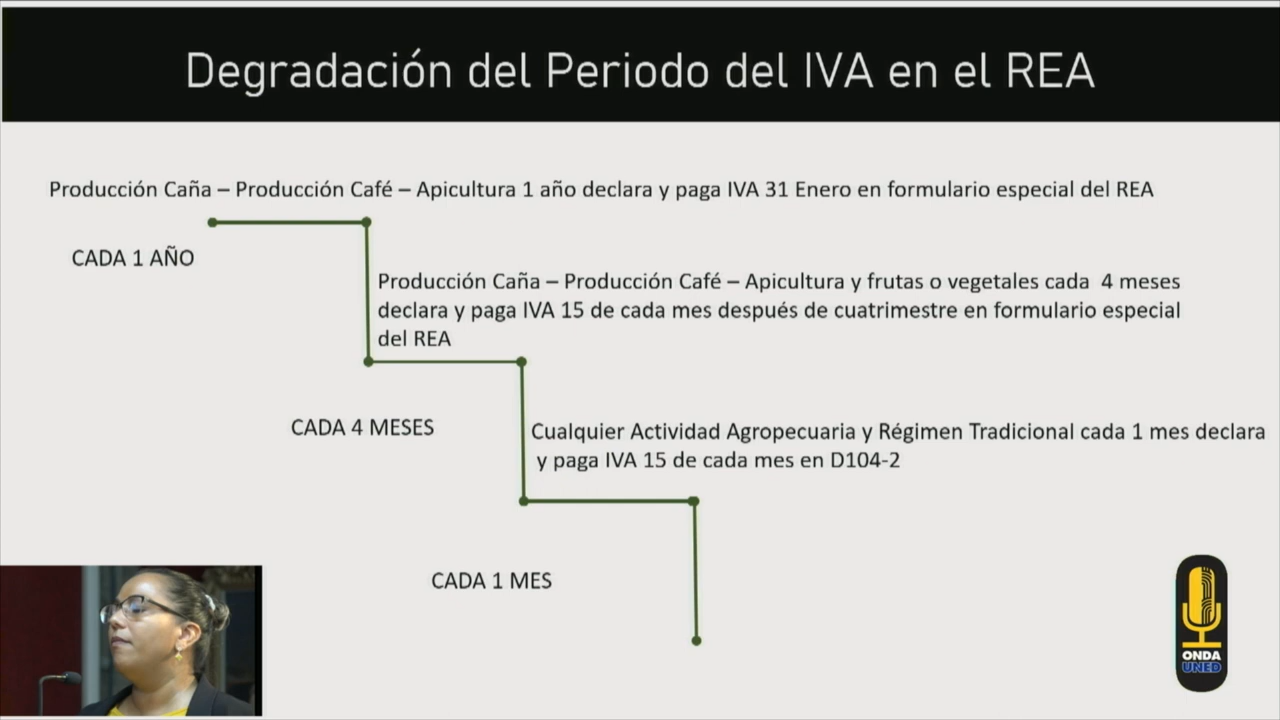 Degradación del Periodo del IVA en el REA
Producción Caña – Producción Café – Apicultura 1 año declara y paga IVA 31 Enero en formulario especial del REA
CADA 1 AÑO
Producción Caña – Producción Café – Apicultura y frutas o vegetales cada  4 meses
declara y paga IVA 15 de cada mes después de cuatrimestre en formulario especial
del REA
CADA 4 MESES
Cualquier Actividad Agropecuaria y Régimen Tradicional cada 1 mes declara
y paga IVA 15 de cada mes en D104-2
CADA 1 MES
ONDA
UNED